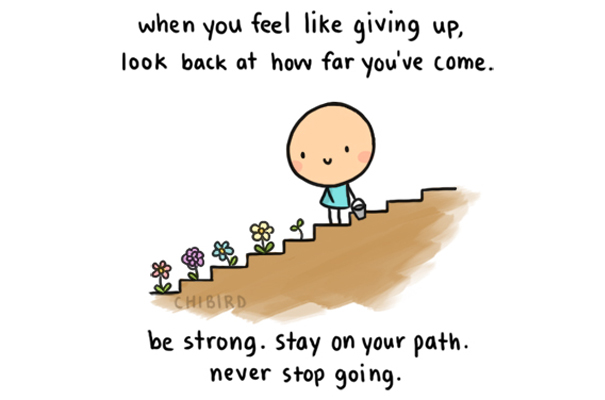 when you feel like giving up,
look back at how far you've come.
CHIBIRD
be strong. stay on your path.
never stop going.